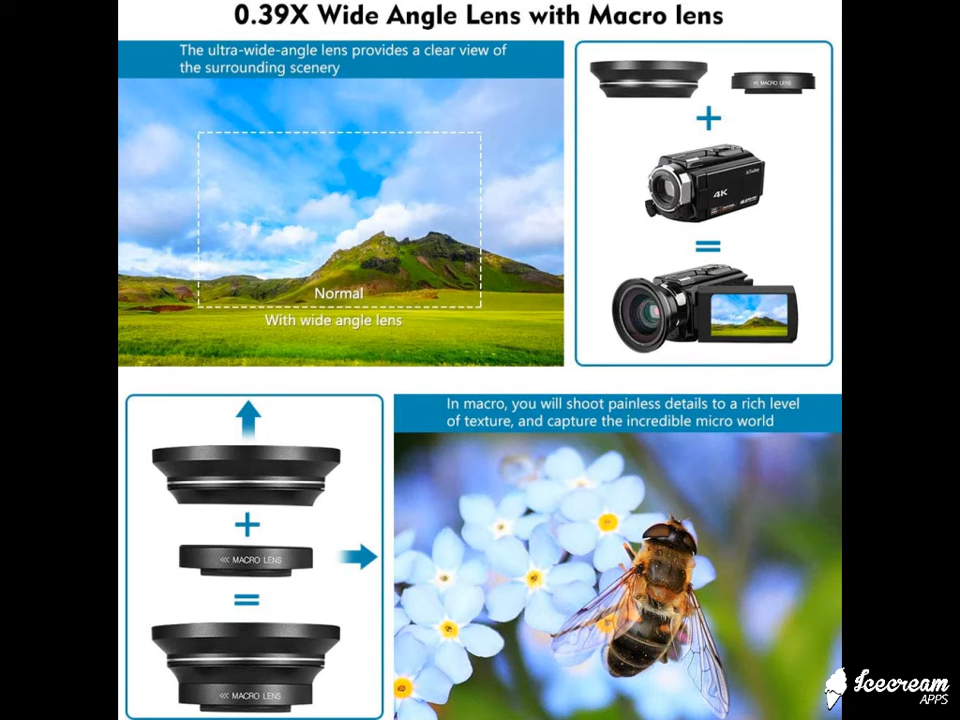 0.39X Wide Angle Lens with Macro lens
The ultra-wide-angle lens provides a clear view of
the surrounding scenery
Normal
With wide angle lens
<<< MACRO LENS
4K
<<< MACRO LENS
<<< MACRO LENS
In macro, you will shoot painless details to a rich level
of texture, and capture the incredible micro world
Icecream
APPS